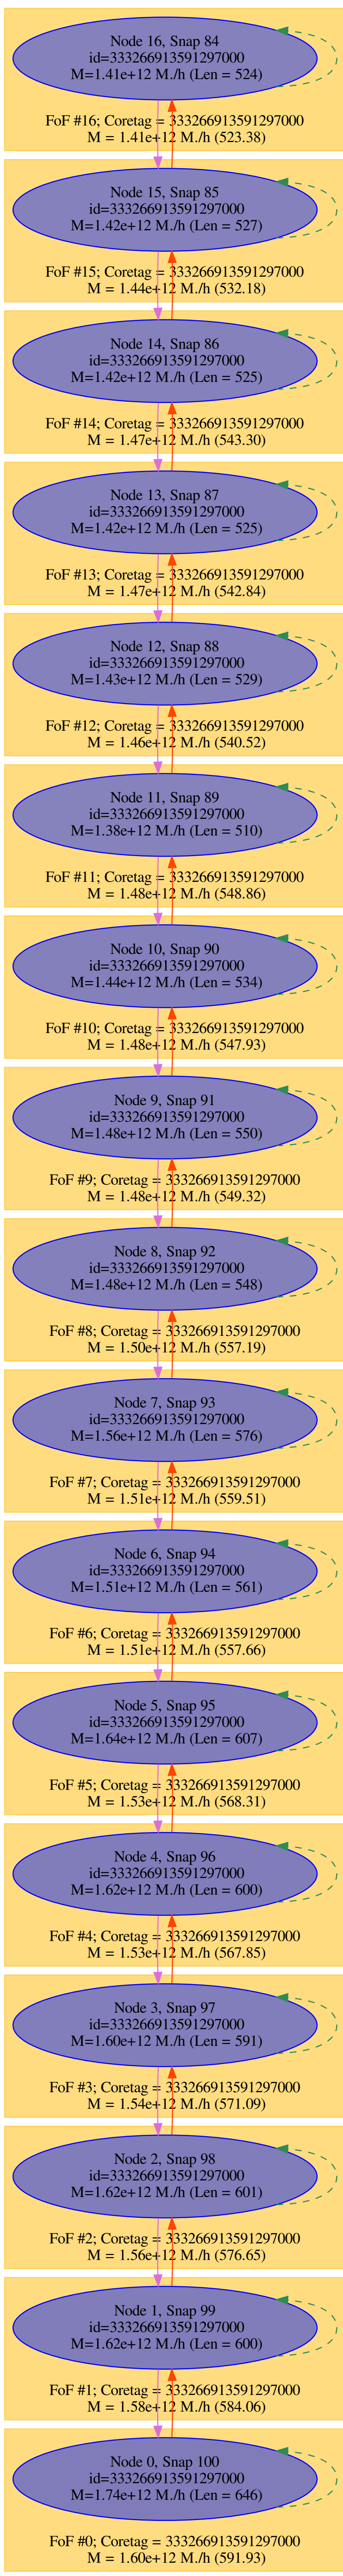 Node 16, Snap 84
id=333266913591297000
M=1.41e+12 M./h (Len = 524)
FoF #16; Coretag = 333266913591297000
M = 1.41e+12 M./h (523.38)
Node 15, Snap 85
id=333266913591297000
M=1.42e+12 M./h (Len = 527)
FoF #15; Coretag = 333266913591297000
M = 1.44e+12 M./h (532.18)
Node 14, Snap 86
id=333266913591297000
M=1.42e+12 M./h (Len = 525)
FoF #14; Coretag = 333266913591297000
M = 1.47e+12 M./h (543.30)
Node 13, Snap 87
id=333266913591297000
M=1.42e+12 M./h (Len = 525)
FoF #13; Coretag = 333266913591297000
M = 1.47e+12 M./h (542.84)
Node 12, Snap 88
id=333266913591297000
M=1.43e+12 M./h (Len = 529)
FoF #12; Coretag = 333266913591297000
M = 1.46e+12 M./h (540.52)
Node 11, Snap 89
id=333266913591297000
M=1.38e+12 M./h (Len = 510)
FoF #11; Coretag = 333266913591297000
M = 1.48e+12 M./h (548.86)
Node 10, Snap 90
id=333266913591297000
M=1.44e+12 M./h (Len = 534)
FoF #10; Coretag = 333266913591297000
M = 1.48e+12 M./h (547.93)
Node 9, Snap 91
id=333266913591297000
M=1.48e+12 M./h (Len = 550)
FoF #9; Coretag = 333266913591297000
M = 1.48e+12 M./h (549.32)
Node 8, Snap 92
id=333266913591297000
M=1.48e+12 M./h (Len = 548)
FoF #8; Coretag = 333266913591297000
M = 1.50e+12 M./h (557.19)
Node 7, Snap 93
id=333266913591297000
M=1.56e+12 M./h (Len = 576)
FoF #7; Coretag = 333266913591297000
M = 1.51e+12 M./h (559.51)
Node 6, Snap 94
id=333266913591297000
M=1.51e+12 M./h (Len = 561)
FoF #6; Coretag = 333266913591297000
M = 1.51e+12 M./h (557.66)
Node 5, Snap 95
id=333266913591297000
M=1.64e+12 M./h (Len = 607)
FoF #5; Coretag = 333266913591297000
M = 1.53e+12 M./h (568.31)
Node 4, Snap 96
id=333266913591297000
M=1.62e+12 M./h (Len = 600)
FoF #4; Coretag = 333266913591297000
M = 1.53e+12 M./h (567.85)
Node 3, Snap 97
id=333266913591297000
M=1.60e+12 M./h (Len = 591)
FoF #3; Coretag = 333266913591297000
M = 1.54e+12 M./h (571.09)
Node 2, Snap 98
id=333266913591297000
M=1.62e+12 M./h (Len = 601)
FoF #2; Coretag = 333266913591297000
M = 1.56e+12 M./h (576.65)
Node 1, Snap 99
id=333266913591297000
M=1.62e+12 M./h (Len = 600)
FoF #1; Coretag = 333266913591297000
M = 1.58e+12 M./h (584.06)
Node 0, Snap 100
id=333266913591297000
M=1.74e+12 M./h (Len = 646)
FoF #0; Coretag = 333266913591297000
M = 1.60e+12 M./h (591.93)